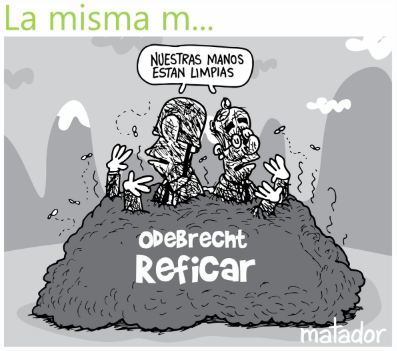 La misma m...
NUESTRAS MANOS
ESTAN LIMPIAS
ODEBRECHT
REFICAR
matador